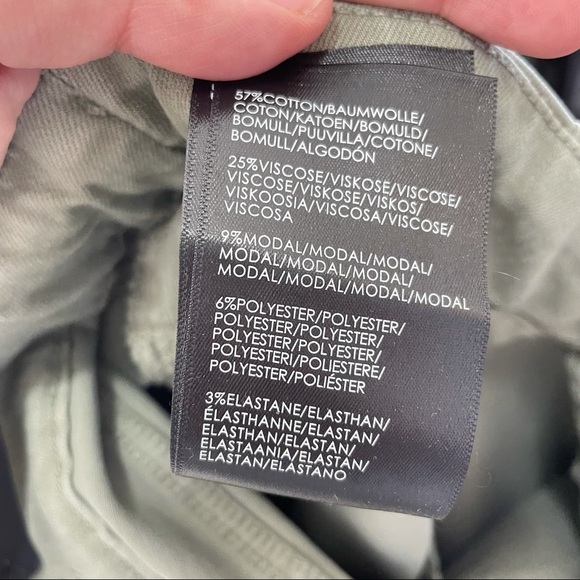 57%COTTON/BAUMWOLLE/
COTON/KATOEN/BOMULD/
BOMULL/PUUVILLA/COTONE/
BOMULL/ALGODÓN
25%VISCOSE/VISKOSE/VISCOSE/
VISCOSE/VISKOSE/VISKOS/
VISKOOSIA/VISCOSA/VISCOSE/
VISCOSA
9%MODAL/MODAL/MODAL/
MODAL/MODAL/MODAL/
MODAL/MODAL/MODAL/MODAL
6%POLYESTER/POLYESTER/
POLYESTER/POLYESTER/
POLYESTER/POLYESTER/
POLYESTERI/POLIESTERE/
POLYESTER/POLIÉSTER
3%ELASTANE/ELASTHAN/
ÉLASTHANNE/ELASTAN/
ELASTHAN/ELASTAN/
ELASTAANIA/ELASTAN/
ELASTAN/ELASTANO